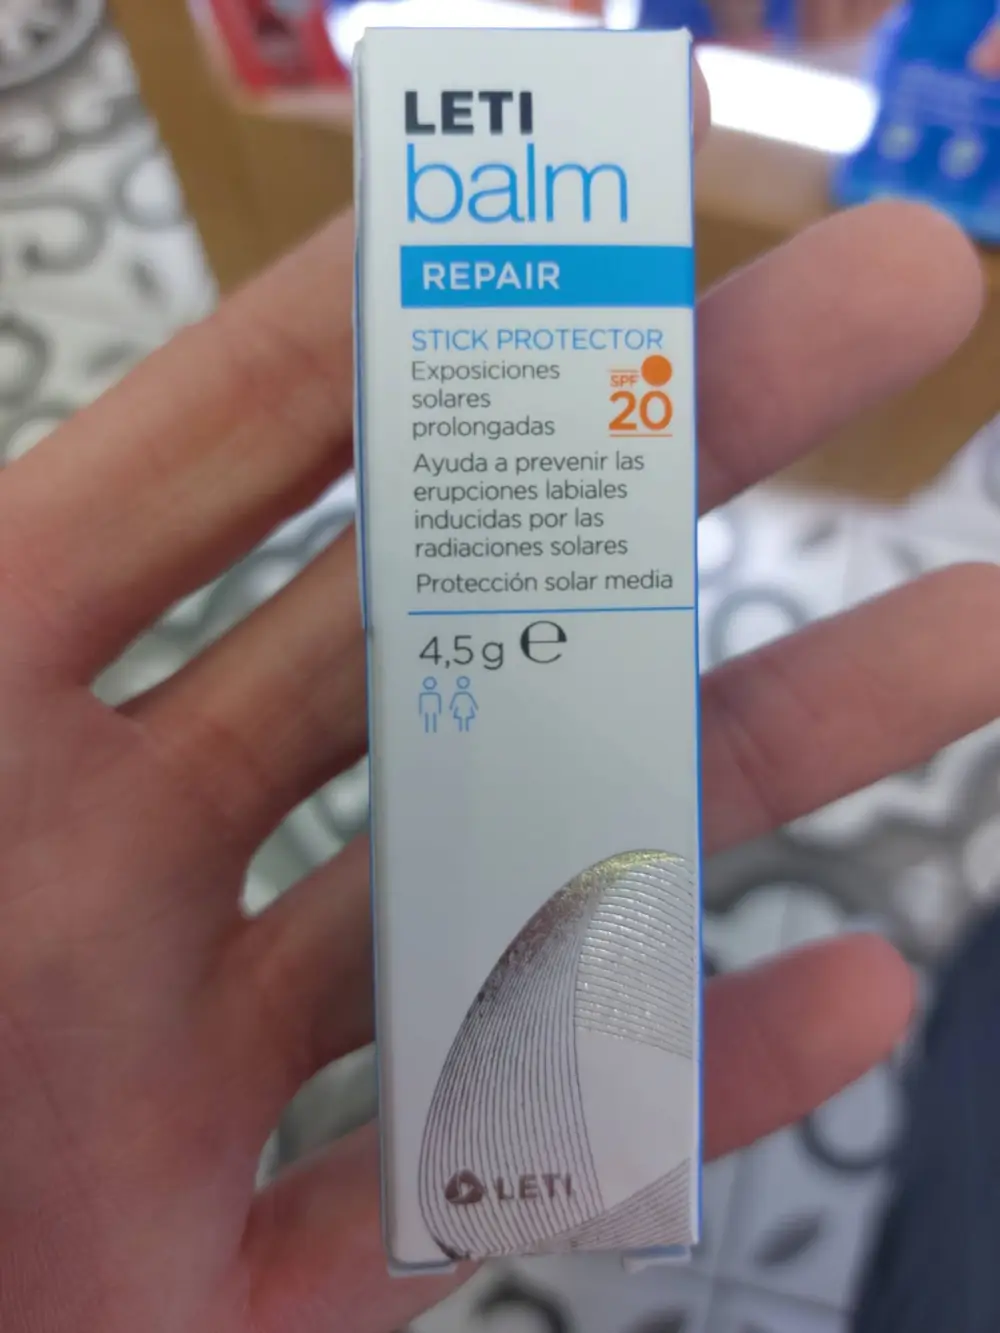 LETI
balm
REPAIR
STICK PROTECTOR
Exposiciones
solares
prolongadas
SPF
20
Ayuda a prevenir las
erupciones labiales
inducidas por las
radiaciones solares
Protección solar media
4,5 g ℮
LETI